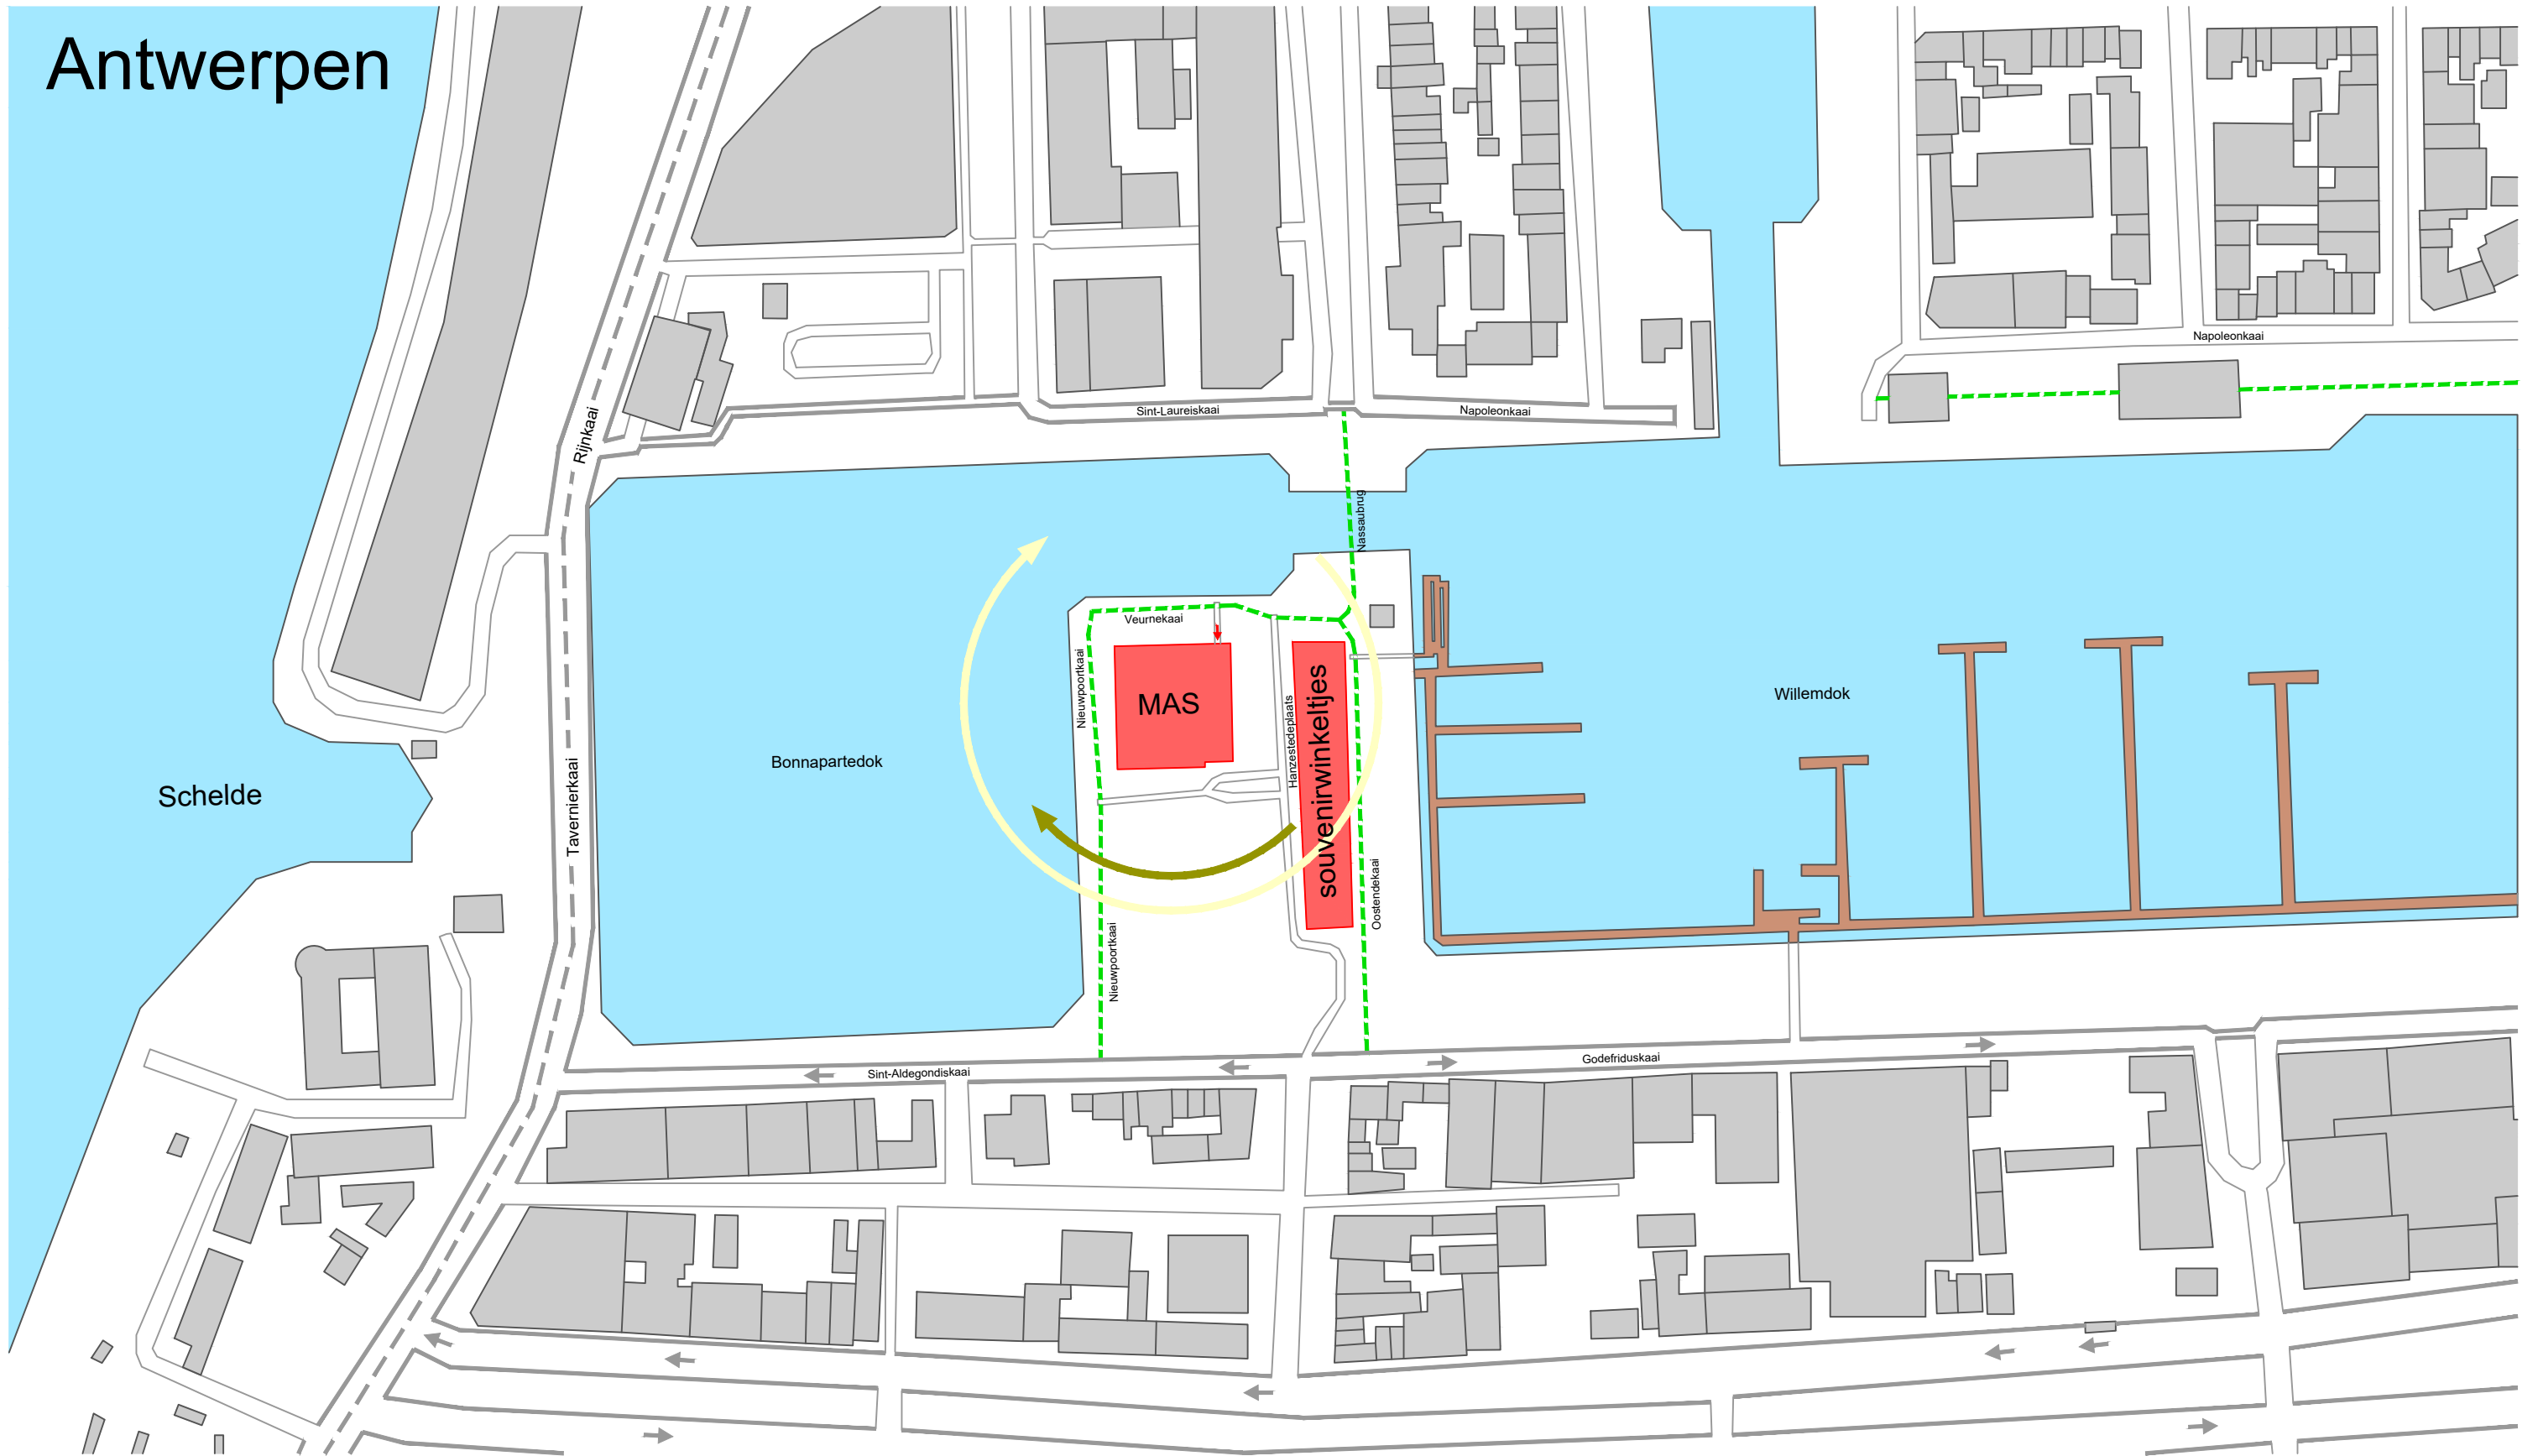 Antwerpen
Napoleonkaai
Sint-Laureiskaai
Napoleonkaai
Rijnkaai
Nassaubrug
Veurnekaai
Nieuwpoortkaai
MAS
Hanzestedeplaats
souvenirwinkeltjes
Willemdok
Bonnapartedok
Schelde
Tavernierkaai
Oostendekaai
Nieuwpoortkaai
Godefriduskaai
Sint-Aldegondiskaai